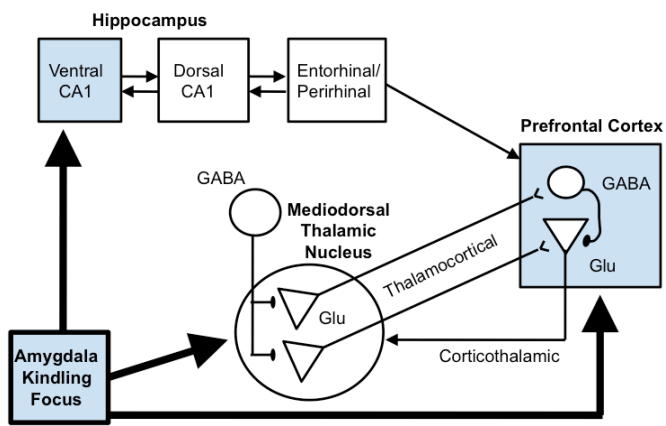 Hippocampus
Ventral
CA1
Dorsal
CA1
Entorhinal/
Perirhinal
Prefrontal Cortex
GABA
Glu
GABA
Mediodorsal
Thalamic
Nucleus
Glu
Thalamocortical
Corticothalamic
Amygdala
Kindling
Focus